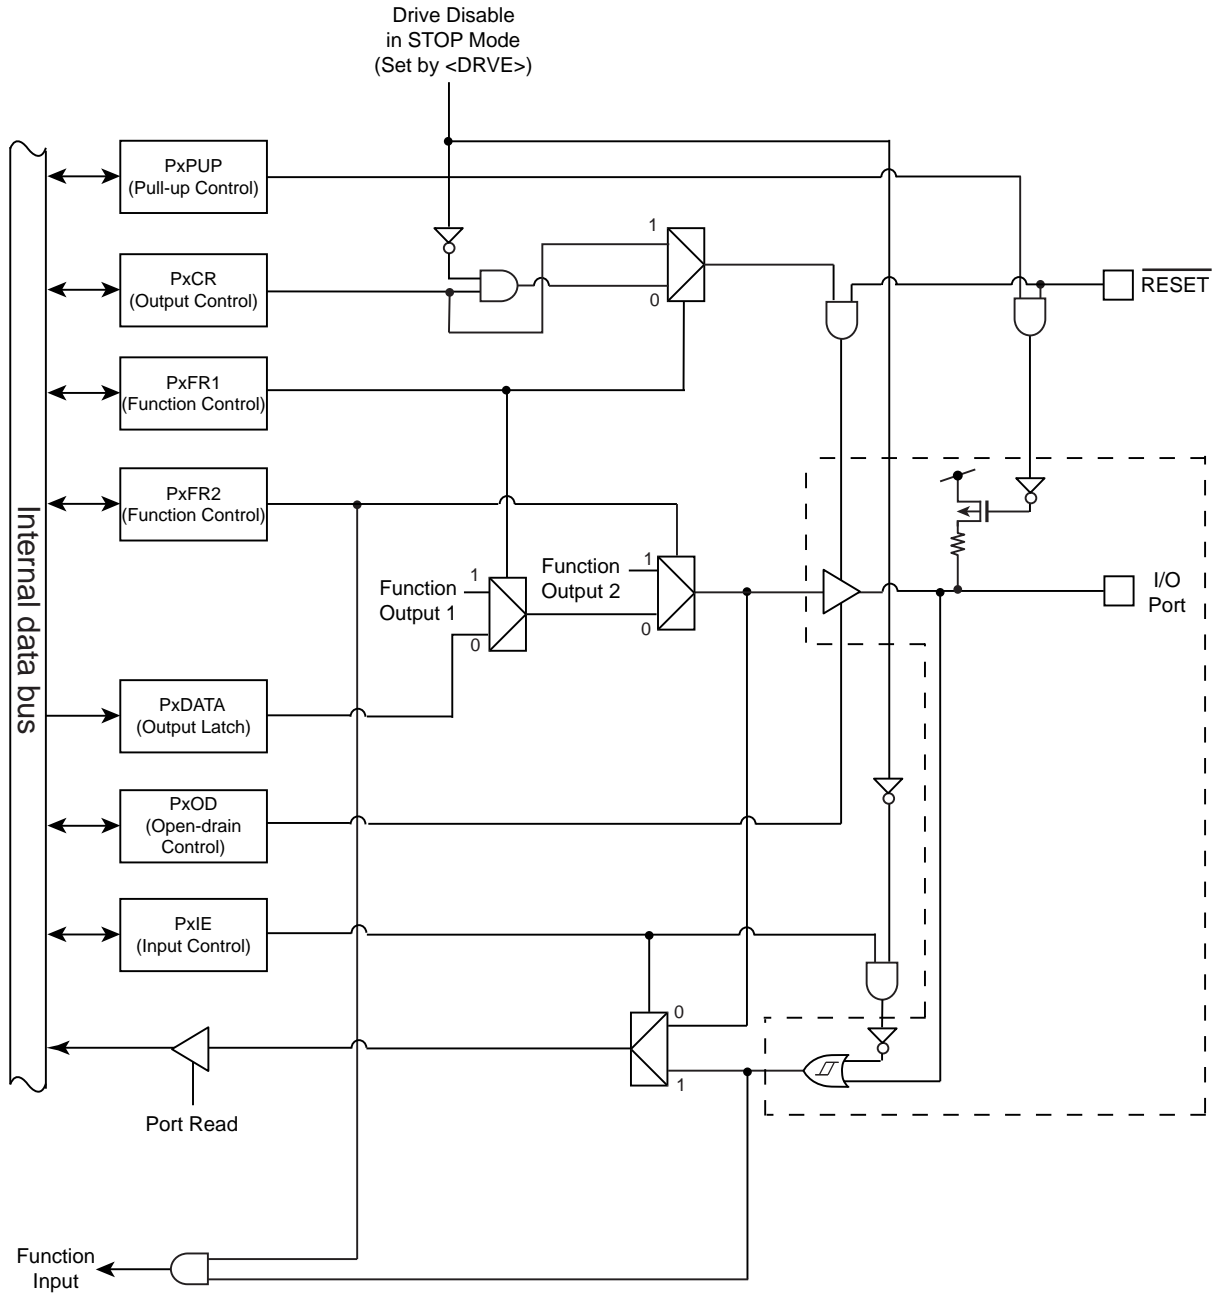 Drive Disable
in STOP Mode
(Set by <DRVE>)
PxPUP
(Pull-up Control)
1
PxCR
(Output Control)
0
RESET
PxFR1
(Function Control)
PxFR2
(Function Control)
Internal data bus
Function
Output 1
1
0
Function
Output 2
1
0
I/O
Port
PxDATA
(Output Latch)
PxOD
(Open-drain
Control)
PxIE
(Input Control)
0
1
Port Read
Function
Input